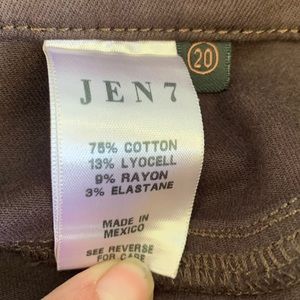 JEN7
20
75% COTTON
13% LYOCELL
9% RAYON
3% ELASTANE
MADE IN
MEXICO
SEE REVERSE
FOR CARE